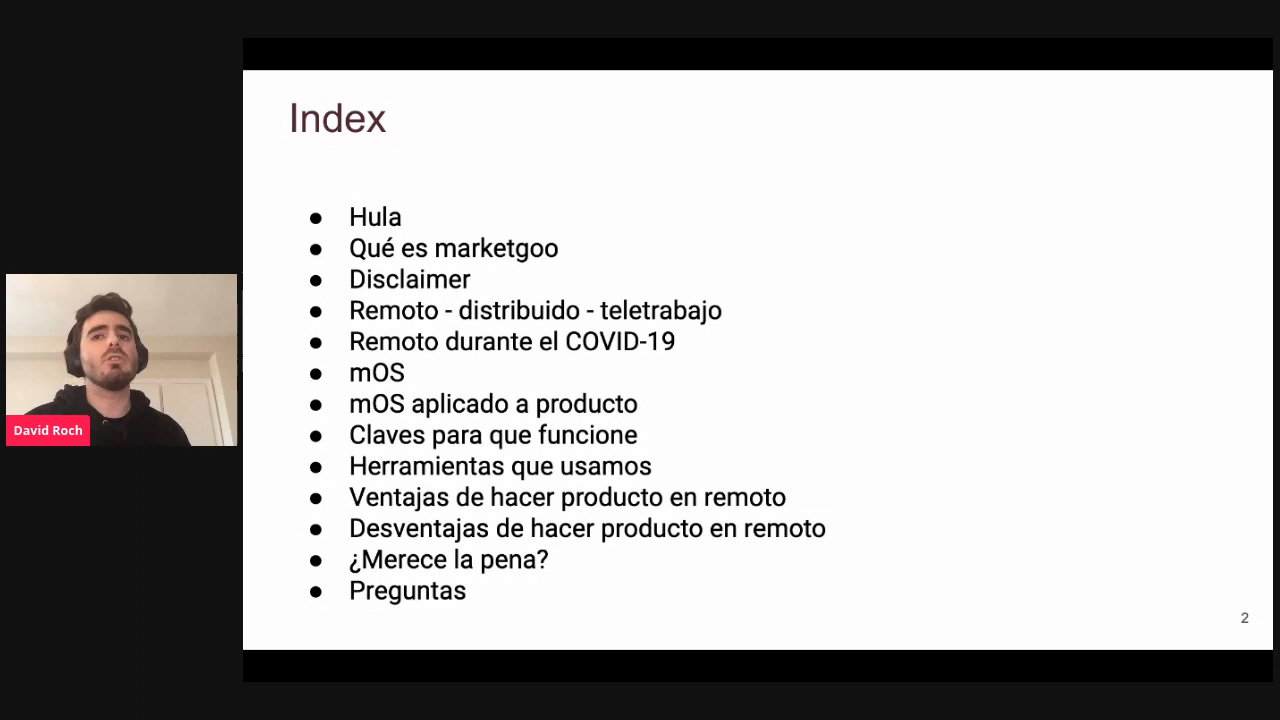 Index
● Hula
● Qué es marketgoo
● Disclaimer
● Remoto - distribuido - teletrabajo
● Remoto durante el COVID-19
● mOS
● mOS aplicado a producto
● Claves para que funcione
● Herramientas que usamos
● Ventajas de hacer producto en remoto
● Desventajas de hacer producto en remoto
● ¿Merece la pena?
● Preguntas
2
David Roch